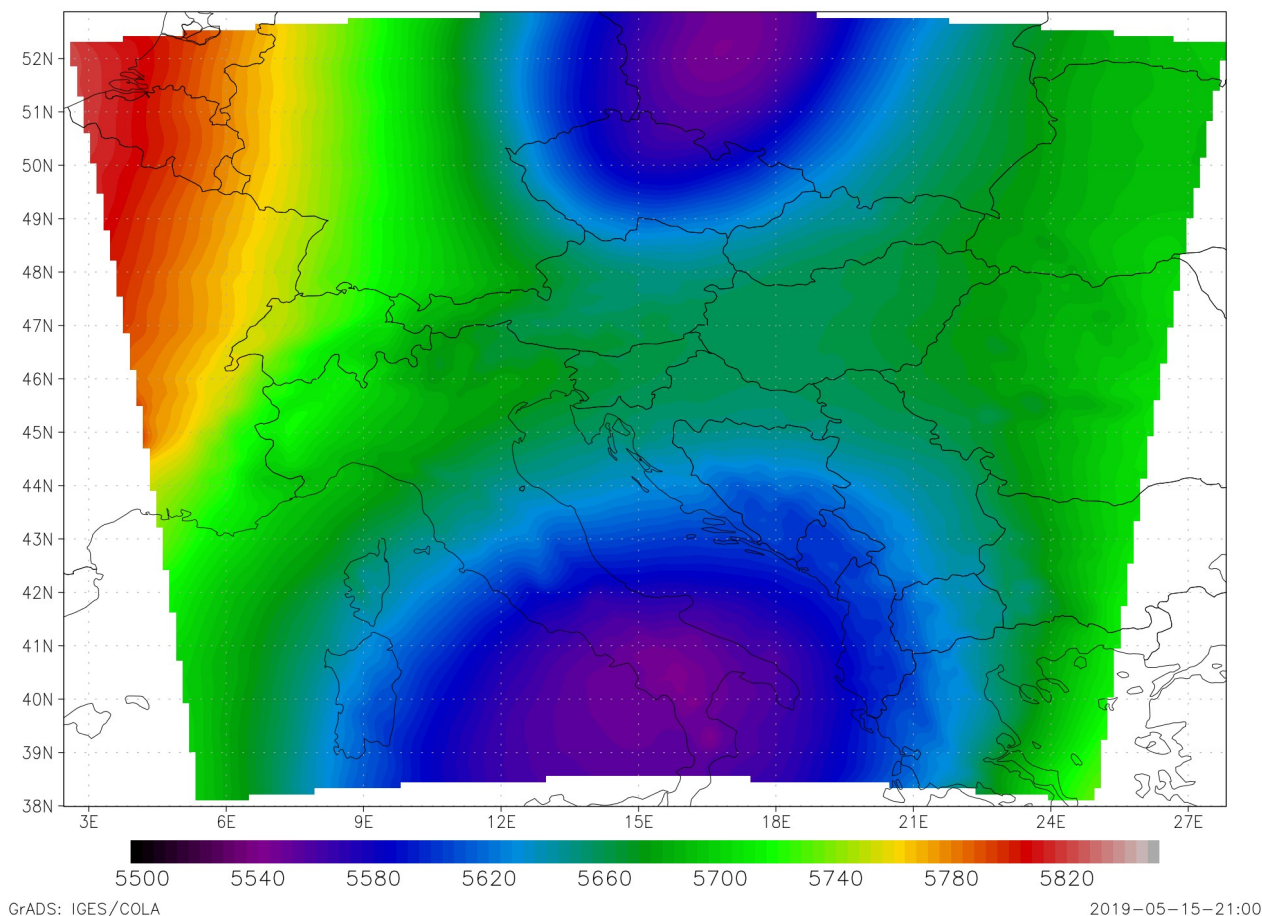 52N
51N
50N
49N
48N
47N
46N
45N
44N
43N
42N
41N
40N
39N
38N
3E 6E 9E 12E 15E 18E 21E 24E 27E
5500 5540 5580 5620 5660 5700 5740 5780 5820
GrADS: IGES/COLA 2019-05-15-21:00